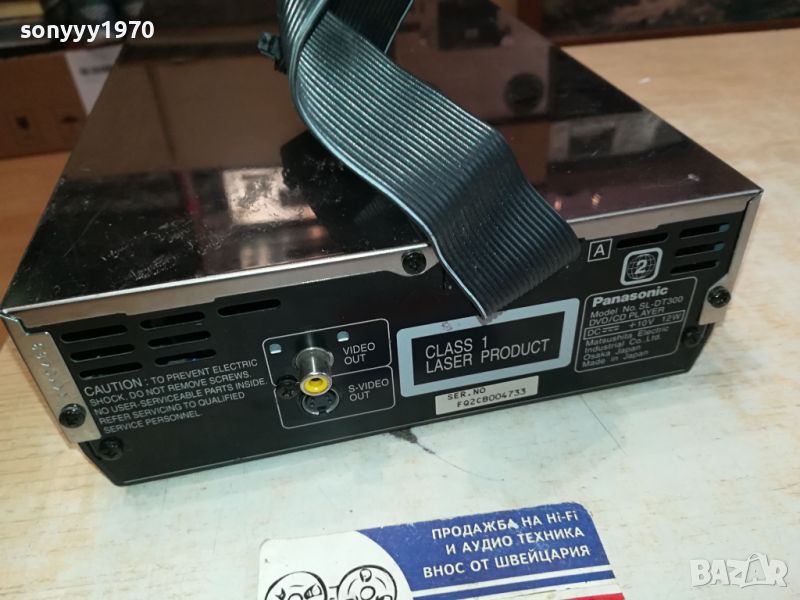 sonyyy1970
A
2
Panasonic
Model No. SL-DT300
DVD/CD PLAYER
DC +10V 12W
Matsushita Electric
Industrial Co.,Ltd.
Osaka Japan
Made in Japan
CLASS 1
LASER PRODUCT
VIDEO
OUT
S-VIDEO
OUT
SER.NO
FQ2CB004733
CAUTION : TO PREVENT ELECTRIC
SHOCK, DO NOT REMOVE SCREWS.
NO USER-SERVICEABLE PARTS INSIDE.
REFER SERVICING TO QUALIFIED
SERVICE PERSONNEL.
ПРОДАЖБА НА Hi-Fi
И АУДИО ТЕХНИКА
ВНОС ОТ ШВЕЙЦАРИЯ
BAZAR